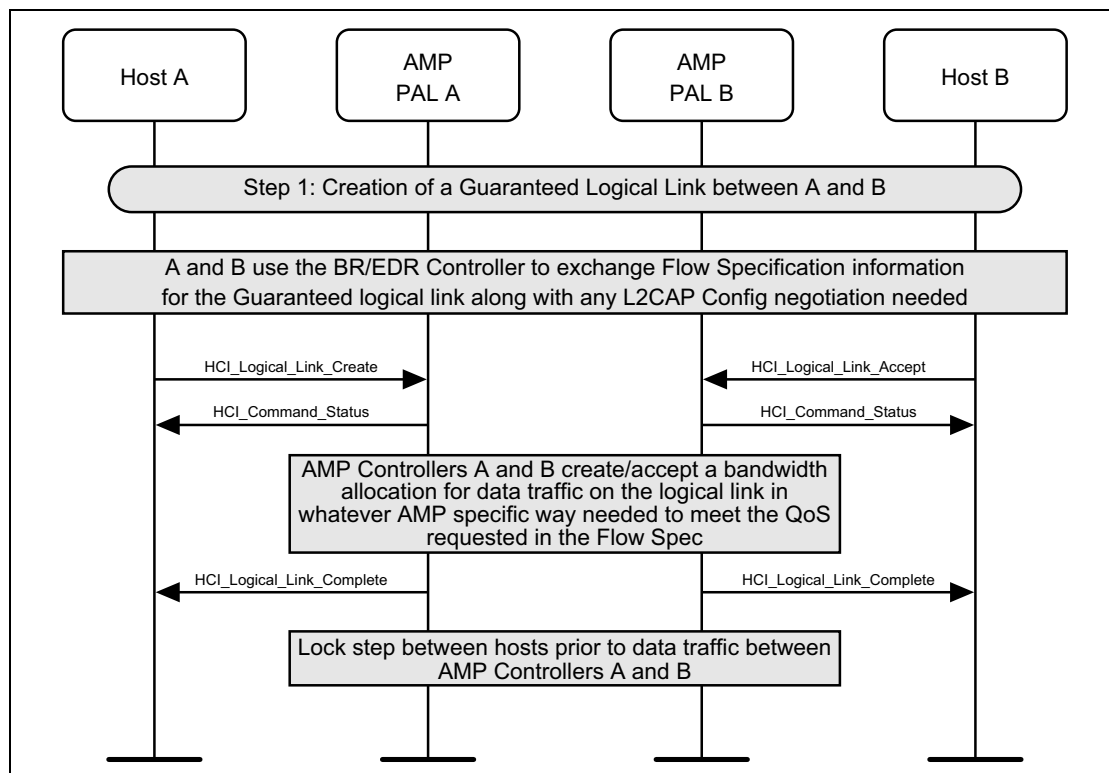 Host A
AMP
PAL A
AMP
PAL B
Host B
Step 1: Creation of a Guaranteed Logical Link between A and B
A and B use the BR/EDR Controller to exchange Flow Specification information
for the Guaranteed logical link along with any L2CAP Config negotiation needed
HCI_Logical_Link_Create
HCI_Logical_Link_Accept
HCI_Command_Status
HCI_Command_Status
AMP Controllers A and B create/accept a bandwidth
allocation for data traffic on the logical link in
whatever AMP specific way needed to meet the QoS
requested in the Flow Spec
HCI_Logical_Link_Complete
HCI_Logical_Link_Complete
Lock step between hosts prior to data traffic between
AMP Controllers A and B